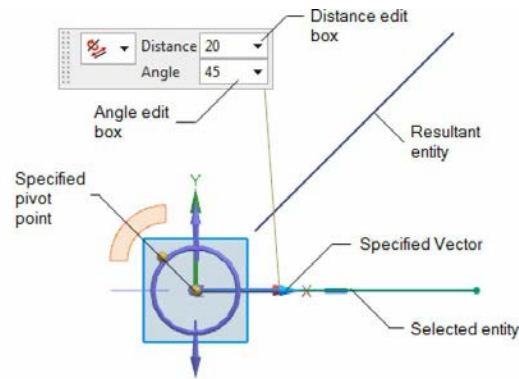 Distance 20
Angle 45
Distance edit
box
Angle edit
box
Resultant
entity
Specified
pivot
point
Y
Specified Vector
X
Selected entity